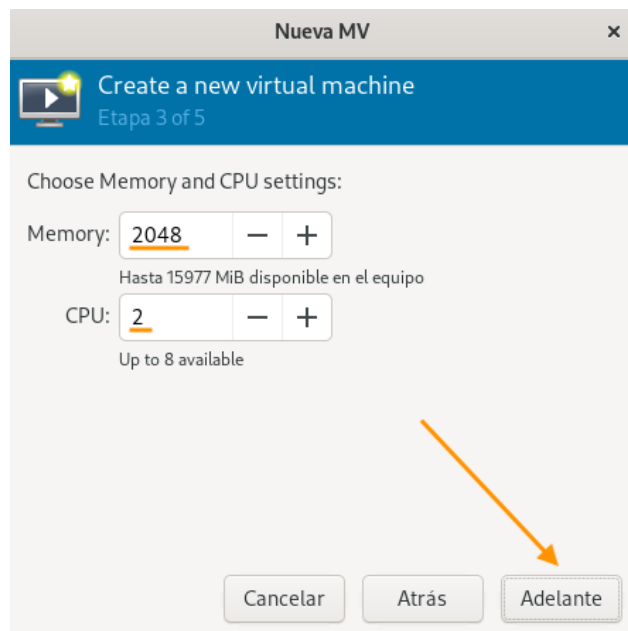 Nueva MV
Create a new virtual machine
Etapa 3 of 5
Choose Memory and CPU settings:
Memory: 2048 − +
Hasta 15977 MiB disponible en el equipo
CPU: 2 − +
Up to 8 available
Cancelar Atrás Adelante